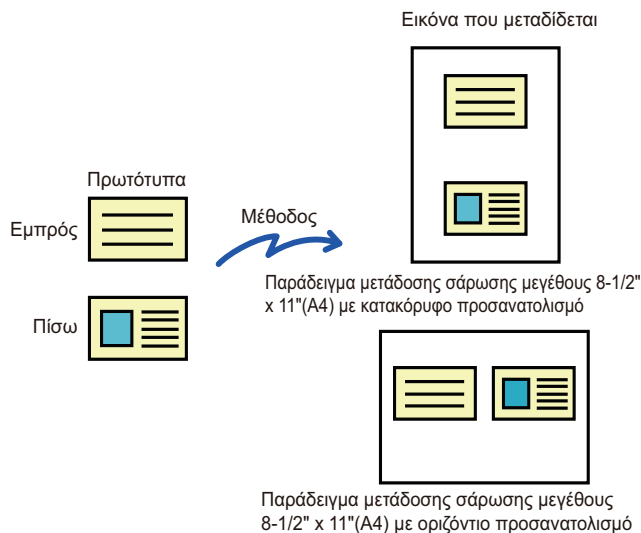 Εικόνα που μεταδίδεται
Πρωτότυπα
Εμπρός
Μέθοδος
Πίσω
Παράδειγμα μετάδοσης σάρωσης μεγέθους 8-1/2"
x 11"(A4) με κατακόρυφο προσανατολισμό
Παράδειγμα μετάδοσης σάρωσης μεγέθους
8-1/2" x 11"(A4) με οριζόντιο προσανατολισμό